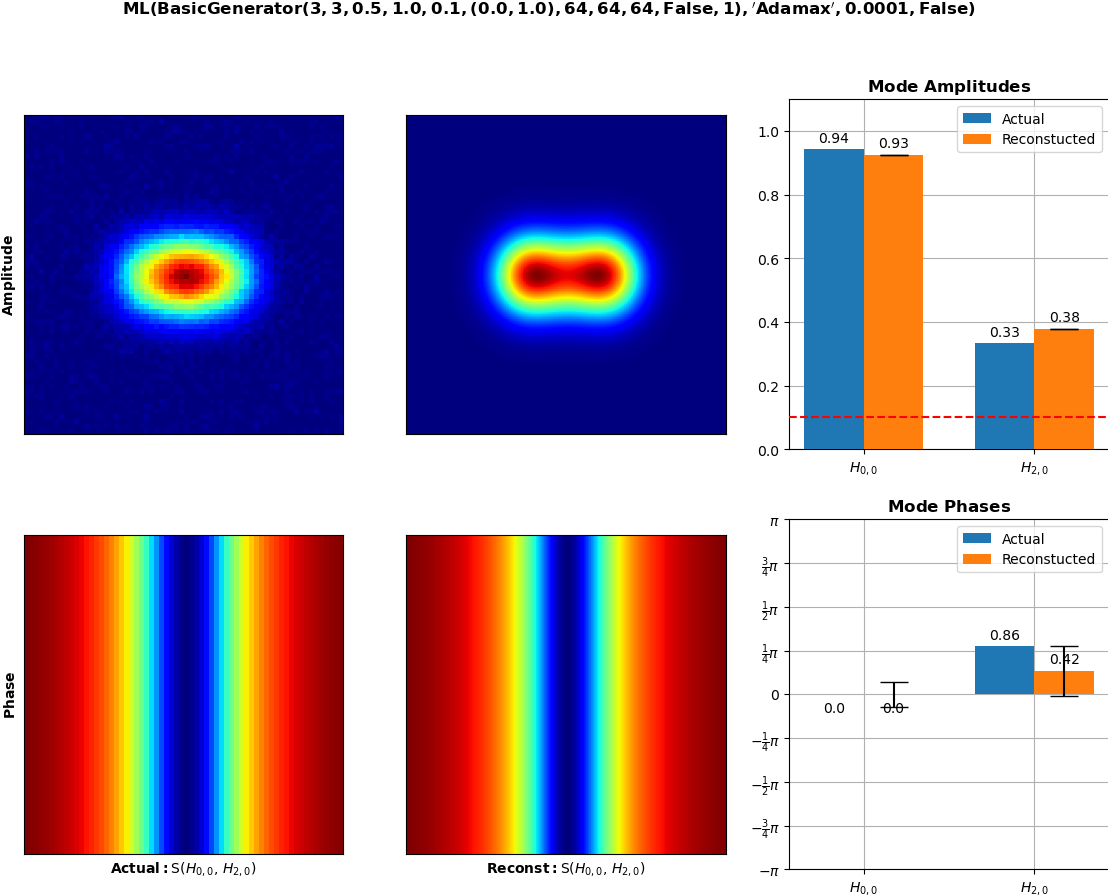 ML(BasicGenerator(3, 3, 0.5, 1.0, 0.1, (0.0, 1.0), 64, 64, 64, False, 1), 'Adamax', 0.0001, False)
Mode Amplitudes
Actual
Reconstucted
1.0
0.8
0.6
0.4
0.2
0.0
0.94
0.93
0.33
0.38
H0, 0
H2, 0
Amplitude
Mode Phases
Actual
Reconstucted
π
3/4π
1/2π
1/4π
0
−1/4π
−1/2π
−3/4π
−π
0.0
0.0
0.86
0.42
H0, 0
H2, 0
Phase
Actual: S(H0, 0, H2, 0)
Reconst: S(H0, 0, H2, 0)